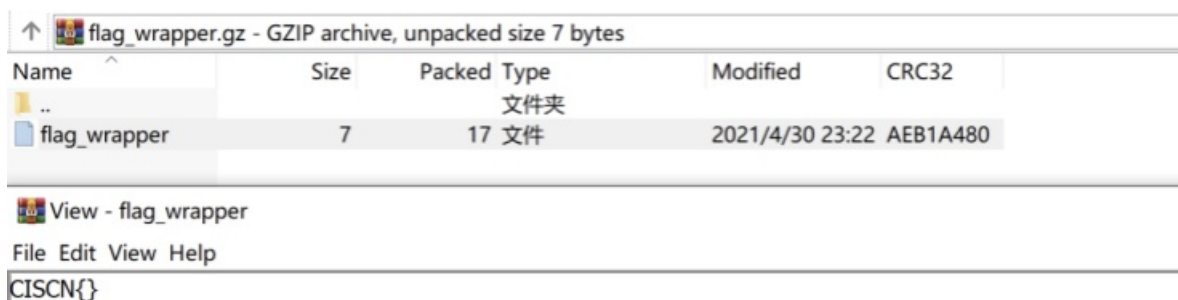 flag_wrapper.gz - GZIP archive, unpacked size 7 bytes
Name Size Packed Type Modified CRC32
.. 文件夹
flag_wrapper 7 17 文件 2021/4/30 23:22 AEB1A480
View - flag_wrapper
File Edit View Help
CISCN{}